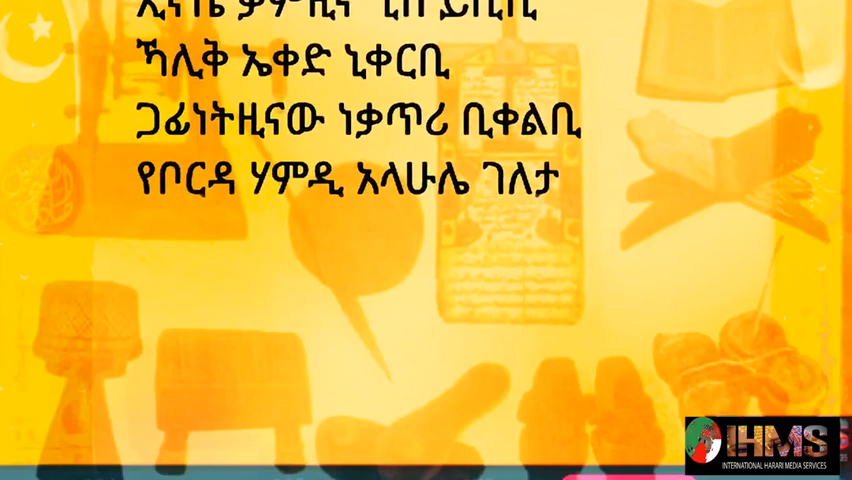 ኻሊቅ ኤቀድ ኒቀርቢ
ጋፊነትዚናው ነቃጥሪ ቢቀልቢ
የቦርዳ ሃምዲ አላሁሌ ገለታ
IHMS
INTERNATIONAL HARARI MEDIA SERVICES